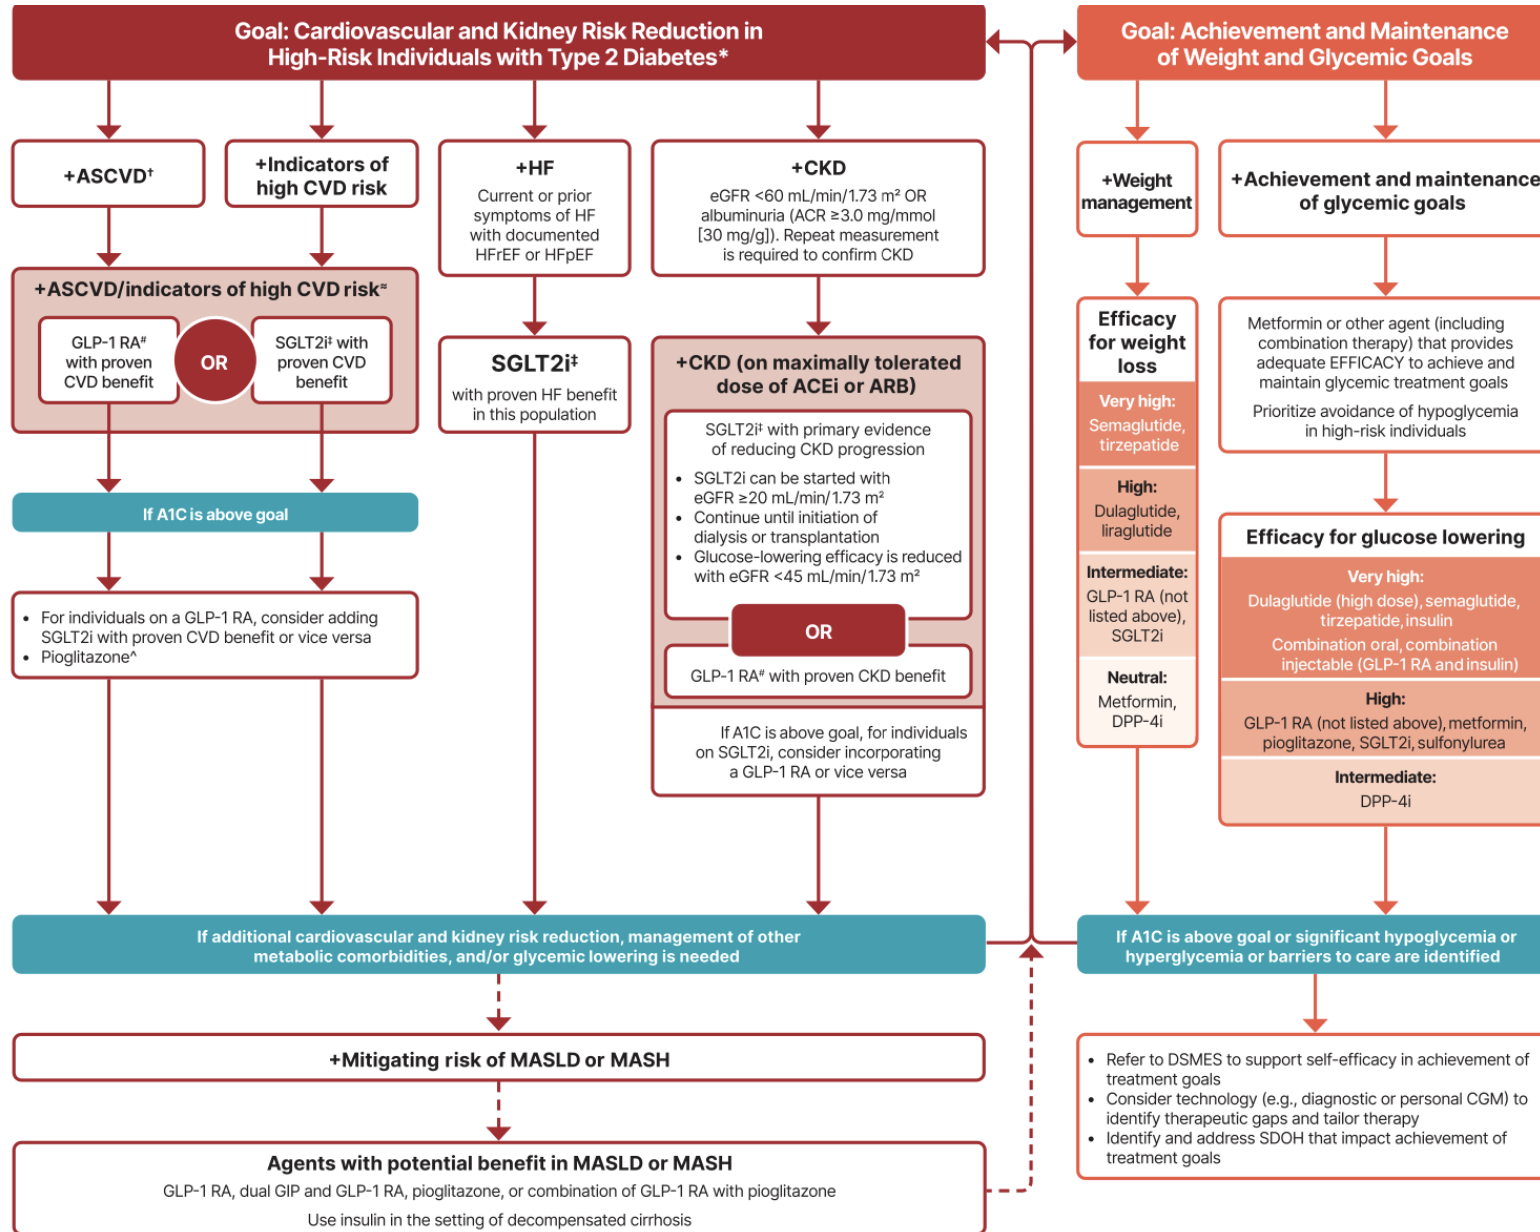 Goal: Cardiovascular and Kidney Risk Reduction in
High-Risk Individuals with Type 2 Diabetes*
+ASCVD†
+Indicators of
high CVD risk
+ASCVD/indicators of high CVD risk≈
GLP-1 RA#
with proven
CVD benefit
OR
SGLT2i‡ with
proven CVD
benefit
If A1C is above goal
• For individuals on a GLP-1 RA, consider adding
SGLT2i with proven CVD benefit or vice versa
• Pioglitazone^
+HF
Current or prior
symptoms of HF
with documented
HFrEF or HFpEF
SGLT2i‡
with proven HF benefit
in this population
+CKD
eGFR <60 mL/min/1.73 m² OR
albuminuria (ACR ≥3.0 mg/mmol
[30 mg/g]). Repeat measurement
is required to confirm CKD
+CKD (on maximally tolerated
dose of ACEi or ARB)
SGLT2i‡ with primary evidence
of reducing CKD progression
• SGLT2i can be started with
eGFR ≥20 mL/min/1.73 m²
• Continue until initiation of
dialysis or transplantation
• Glucose-lowering efficacy is reduced
with eGFR <45 mL/min/1.73 m²
OR
GLP-1 RA# with proven CKD benefit
If A1C is above goal, for individuals
on SGLT2i, consider incorporating
a GLP-1 RA or vice versa
If additional cardiovascular and kidney risk reduction, management of other
metabolic comorbidities, and/or glycemic lowering is needed
+Mitigating risk of MASLD or MASH
Agents with potential benefit in MASLD or MASH
GLP-1 RA, dual GIP and GLP-1 RA, pioglitazone, or combination of GLP-1 RA with pioglitazone
Use insulin in the setting of decompensated cirrhosis
Goal: Achievement and Maintenance
of Weight and Glycemic Goals
+Weight
management
Efficacy
for weight
loss
Very high:
Semaglutide,
tirzepatide
High:
Dulaglutide,
liraglutide
Intermediate:
GLP-1 RA (not
listed above),
SGLT2i
Neutral:
Metformin,
DPP-4i
+Achievement and maintenance
of glycemic goals
Metformin or other agent (including
combination therapy) that provides
adequate EFFICACY to achieve and
maintain glycemic treatment goals
Prioritize avoidance of hypoglycemia
in high-risk individuals
Efficacy for glucose lowering
Very high:
Dulaglutide (high dose), semaglutide,
tirzepatide, insulin
Combination oral, combination
injectable (GLP-1 RA and insulin)
High:
GLP-1 RA (not listed above), metformin,
pioglitazone, SGLT2i, sulfonylurea
Intermediate:
DPP-4i
If A1C is above goal or significant hypoglycemia or
hyperglycemia or barriers to care are identified
• Refer to DSMES to support self-efficacy in achievement of
treatment goals
• Consider technology (e.g., diagnostic or personal CGM) to
identify therapeutic gaps and tailor therapy
• Identify and address SDOH that impact achievement of
treatment goals